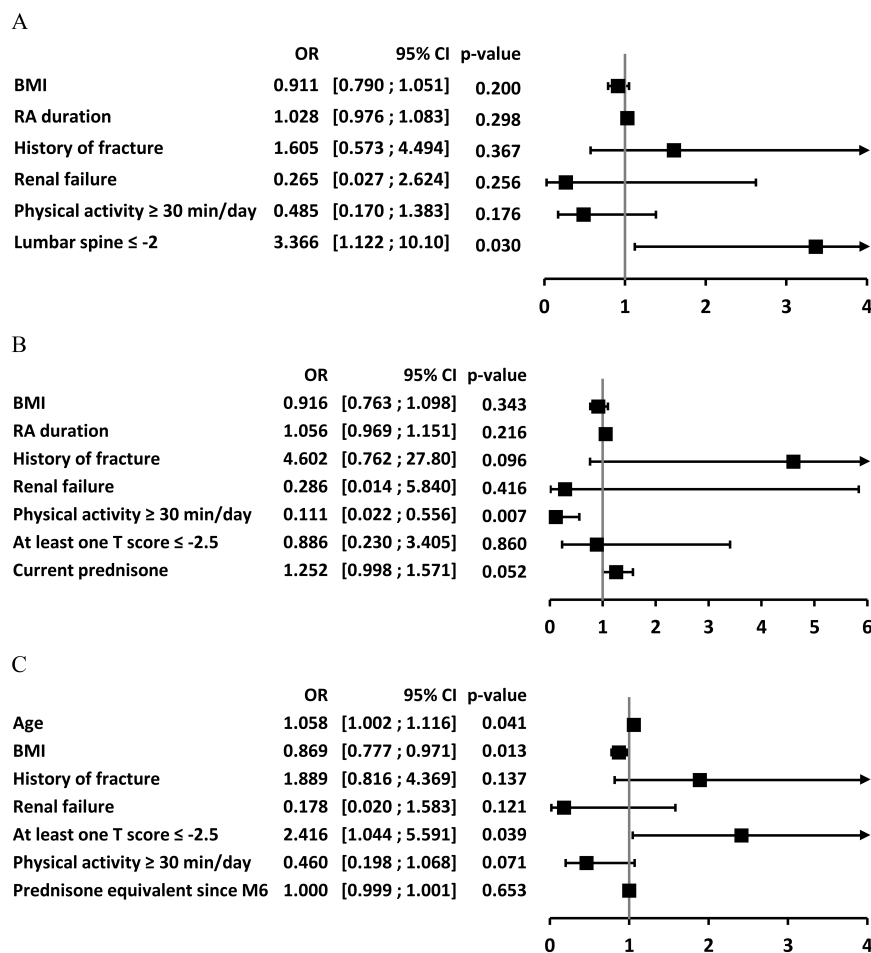 A
OR 95% CI p-value
BMI 0.911 [0.790 ; 1.051] 0.200
RA duration 1.028 [0.976 ; 1.083] 0.298
History of fracture 1.605 [0.573 ; 4.494] 0.367
Renal failure 0.265 [0.027 ; 2.624] 0.256
Physical activity ≥ 30 min/day 0.485 [0.170 ; 1.383] 0.176
Lumbar spine ≤ -2 3.366 [1.122 ; 10.10] 0.030
0 1 2 3 4
B
OR 95% CI p-value
BMI 0.916 [0.763 ; 1.098] 0.343
RA duration 1.056 [0.969 ; 1.151] 0.216
History of fracture 4.602 [0.762 ; 27.80] 0.096
Renal failure 0.286 [0.014 ; 5.840] 0.416
Physical activity ≥ 30 min/day 0.111 [0.022 ; 0.556] 0.007
At least one T score ≤ -2.5 0.886 [0.230 ; 3.405] 0.860
Current prednisone 1.252 [0.998 ; 1.571] 0.052
0 1 2 3 4 5 6
C
OR 95% CI p-value
Age 1.058 [1.002 ; 1.116] 0.041
BMI 0.869 [0.777 ; 0.971] 0.013
History of fracture 1.889 [0.816 ; 4.369] 0.137
Renal failure 0.178 [0.020 ; 1.583] 0.121
At least one T score ≤ -2.5 2.416 [1.044 ; 5.591] 0.039
Physical activity ≥ 30 min/day 0.460 [0.198 ; 1.068] 0.071
Prednisone equivalent since M6 1.000 [0.999 ; 1.001] 0.653
0 1 2 3 4